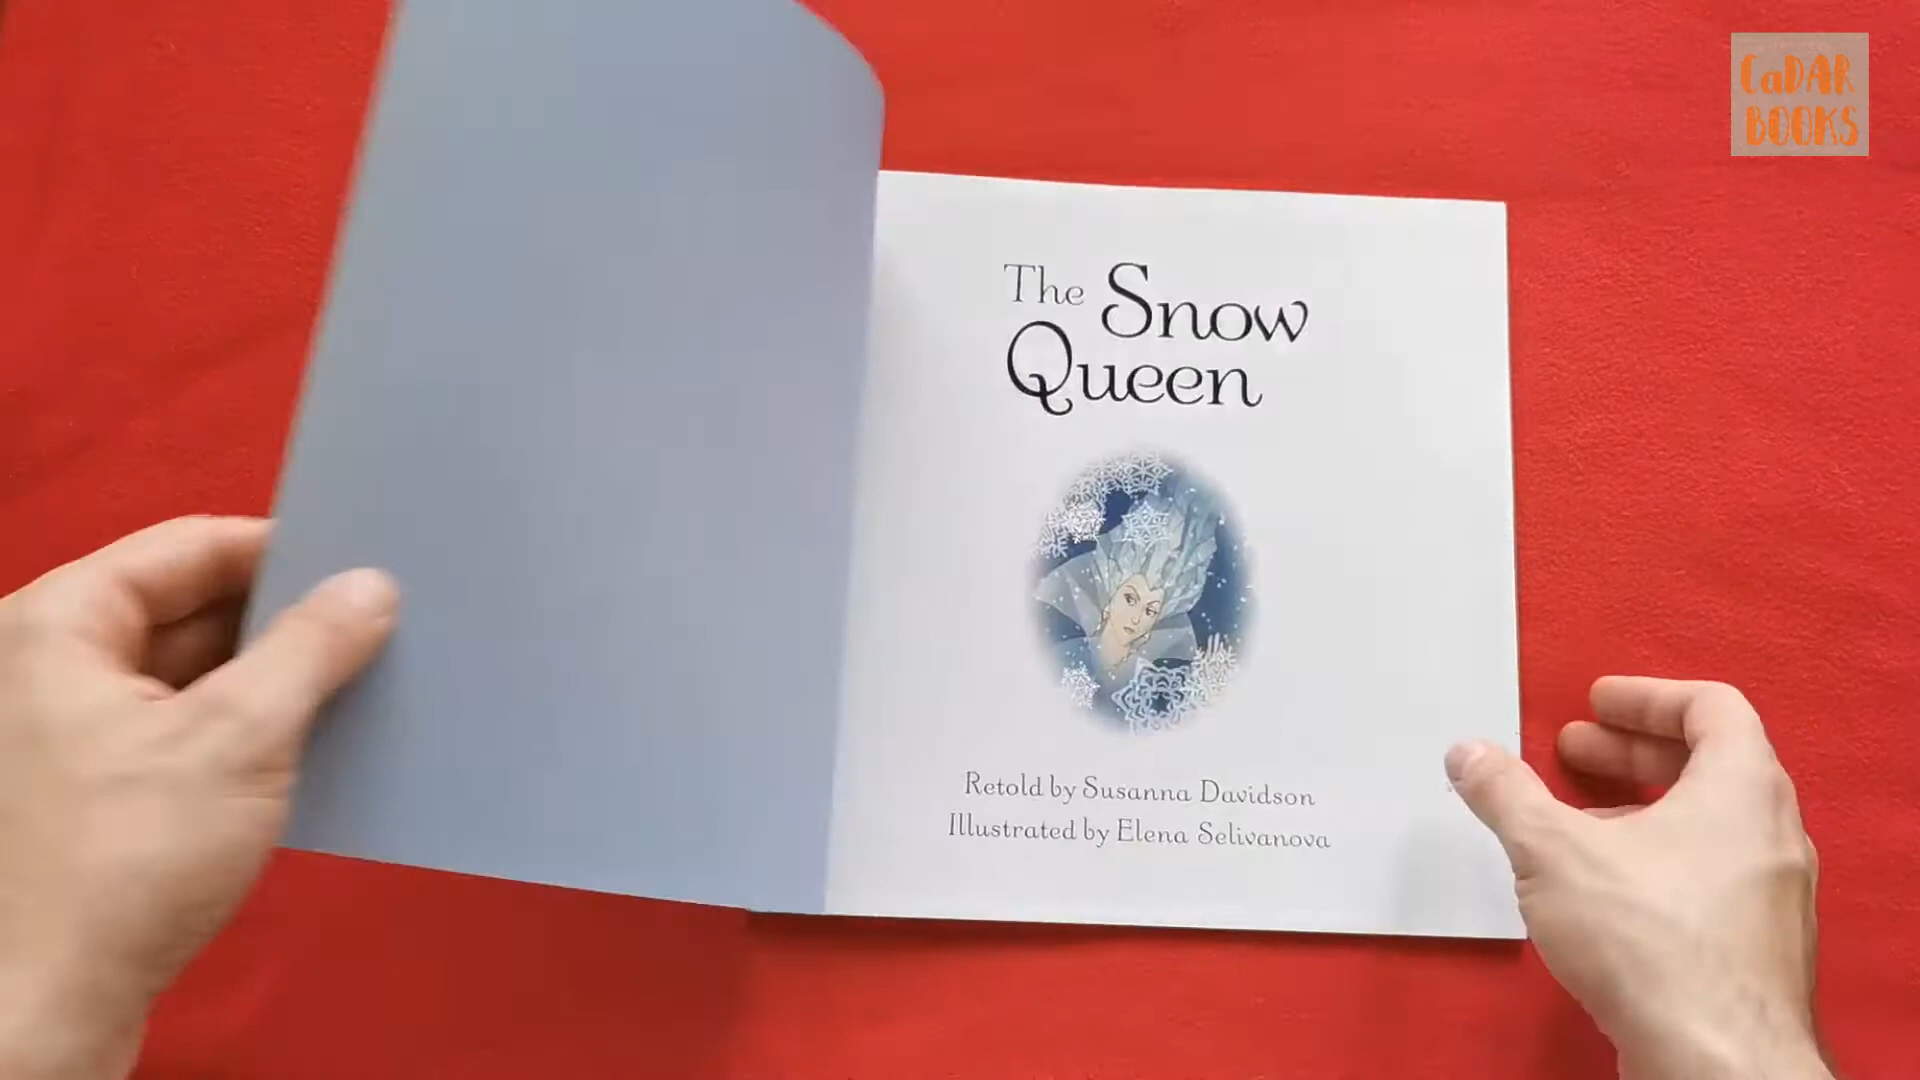 CaDAR
BOOKS
The Snow
Queen
Retold by Susanna Davidson
Illustrated by Elena Selivanova